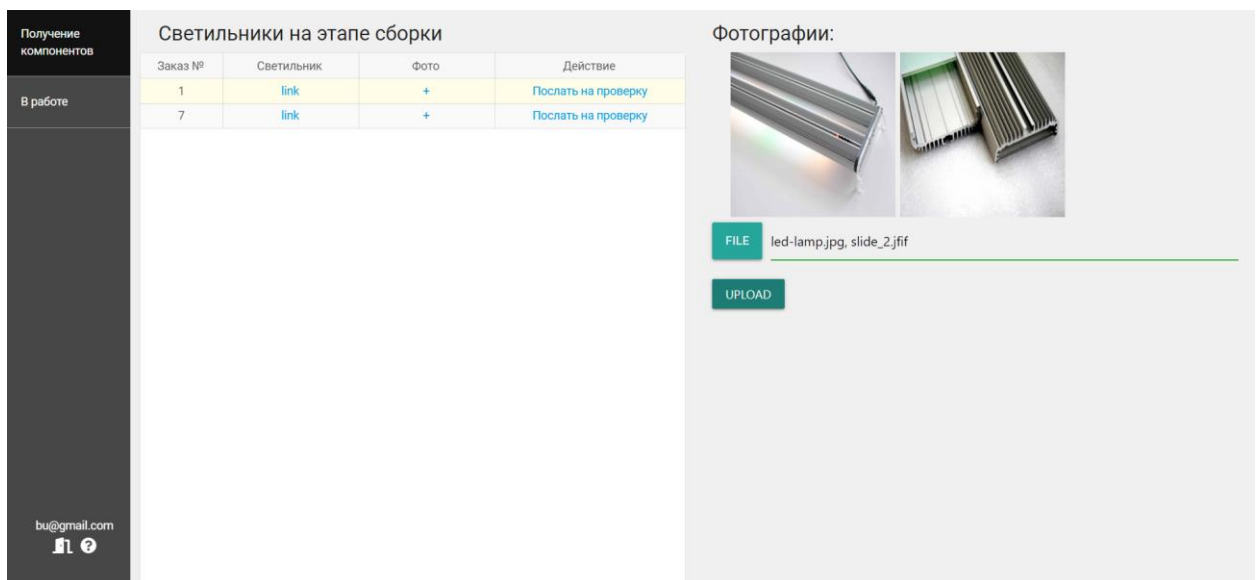 Получение
компонентов
В работе
bu@gmail.com
Светильники на этапе сборки
Заказ № Светильник Фото Действие
1 link + Послать на проверку
7 link + Послать на проверку
Фотографии:
FILE led-lamp.jpg, slide_2.jfif
UPLOAD